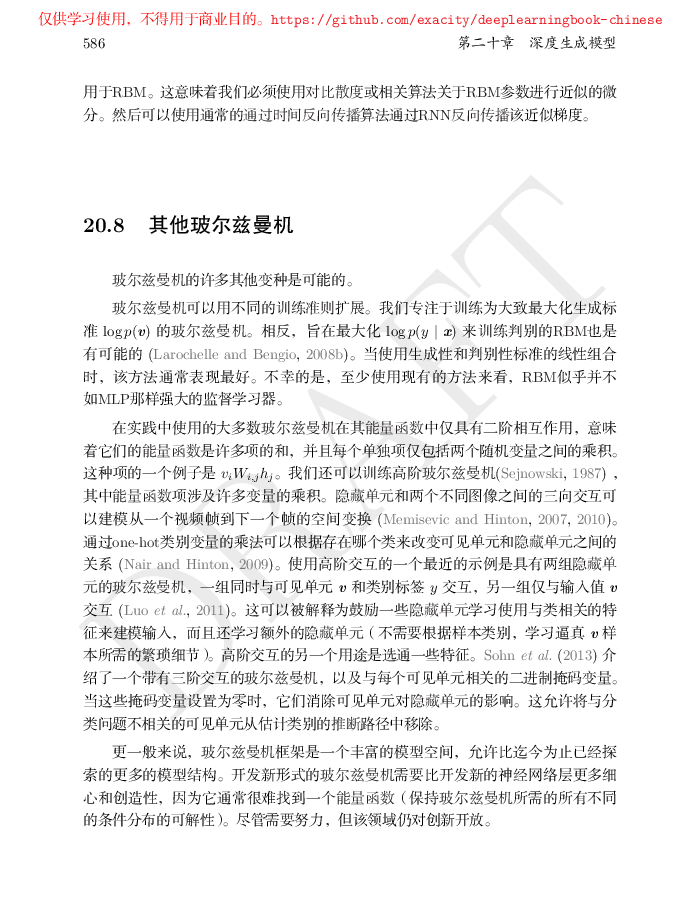 仅供学习使用，不得用于商业目的。https://github.com/exacity/deeplearningbook-chinese
586 第二十章 深度生成模型
用于RBM。这意味着我们必须使用对比散度或相关算法关于RBM参数进行近似的微
分。然后可以使用通常的通过时间反向传播算法通过RNN反向传播该近似梯度。
20.8 其他玻尔兹曼机
玻尔兹曼机的许多其他变种是可能的。
玻尔兹曼机可以用不同的训练准则扩展。我们专注于训练为大致最大化生成标
准 log p(v) 的玻尔兹曼机。相反，旨在最大化 log p(y | x) 来训练判别的RBM也是
有可能的 (Larochelle and Bengio, 2008b)。当使用生成性和判别性标准的线性组合
时，该方法通常表现最好。不幸的是，至少使用现有的方法来看，RBM似乎并不
如MLP那样强大的监督学习器。
在实践中使用的大多数玻尔兹曼机在其能量函数中仅具有二阶相互作用，意味
着它们的能量函数是许多项的和，并且每个单独项仅包括两个随机变量之间的乘积。
这种项的一个例子是 viWi,jhj。我们还可以训练高阶玻尔兹曼机(Sejnowski, 1987) ，
其中能量函数项涉及许多变量的乘积。隐藏单元和两个不同图像之间的三向交互可
以建模从一个视频帧到下一个帧的空间变换 (Memisevic and Hinton, 2007, 2010)。
通过one-hot类别变量的乘法可以根据存在哪个类来改变可见单元和隐藏单元之间的
关系 (Nair and Hinton, 2009)。使用高阶交互的一个最近的示例是具有两组隐藏单
元的玻尔兹曼机，一组同时与可见单元 v 和类别标签 y 交互，另一组仅与输入值 v
交互 (Luo et al., 2011)。这可以被解释为鼓励一些隐藏单元学习使用与类相关的特
征来建模输入，而且还学习额外的隐藏单元（不需要根据样本类别，学习逼真 v 样
本所需的繁琐细节）。高阶交互的另一个用途是选通一些特征。Sohn et al. (2013) 介
绍了一个带有三阶交互的玻尔兹曼机，以及与每个可见单元相关的二进制掩码变量。
当这些掩码变量设置为零时，它们消除可见单元对隐藏单元的影响。这允许将与分
类问题不相关的可见单元从估计类别的推断路径中移除。
更一般来说，玻尔兹曼机框架是一个丰富的模型空间，允许比迄今为止已经探
索的更多的模型结构。开发新形式的玻尔兹曼机需要比开发新的神经网络层更多细
心和创造性，因为它通常很难找到一个能量函数（保持玻尔兹曼机所需的所有不同
的条件分布的可解性）。尽管需要努力，但该领域仍对创新开放。
DRAFT